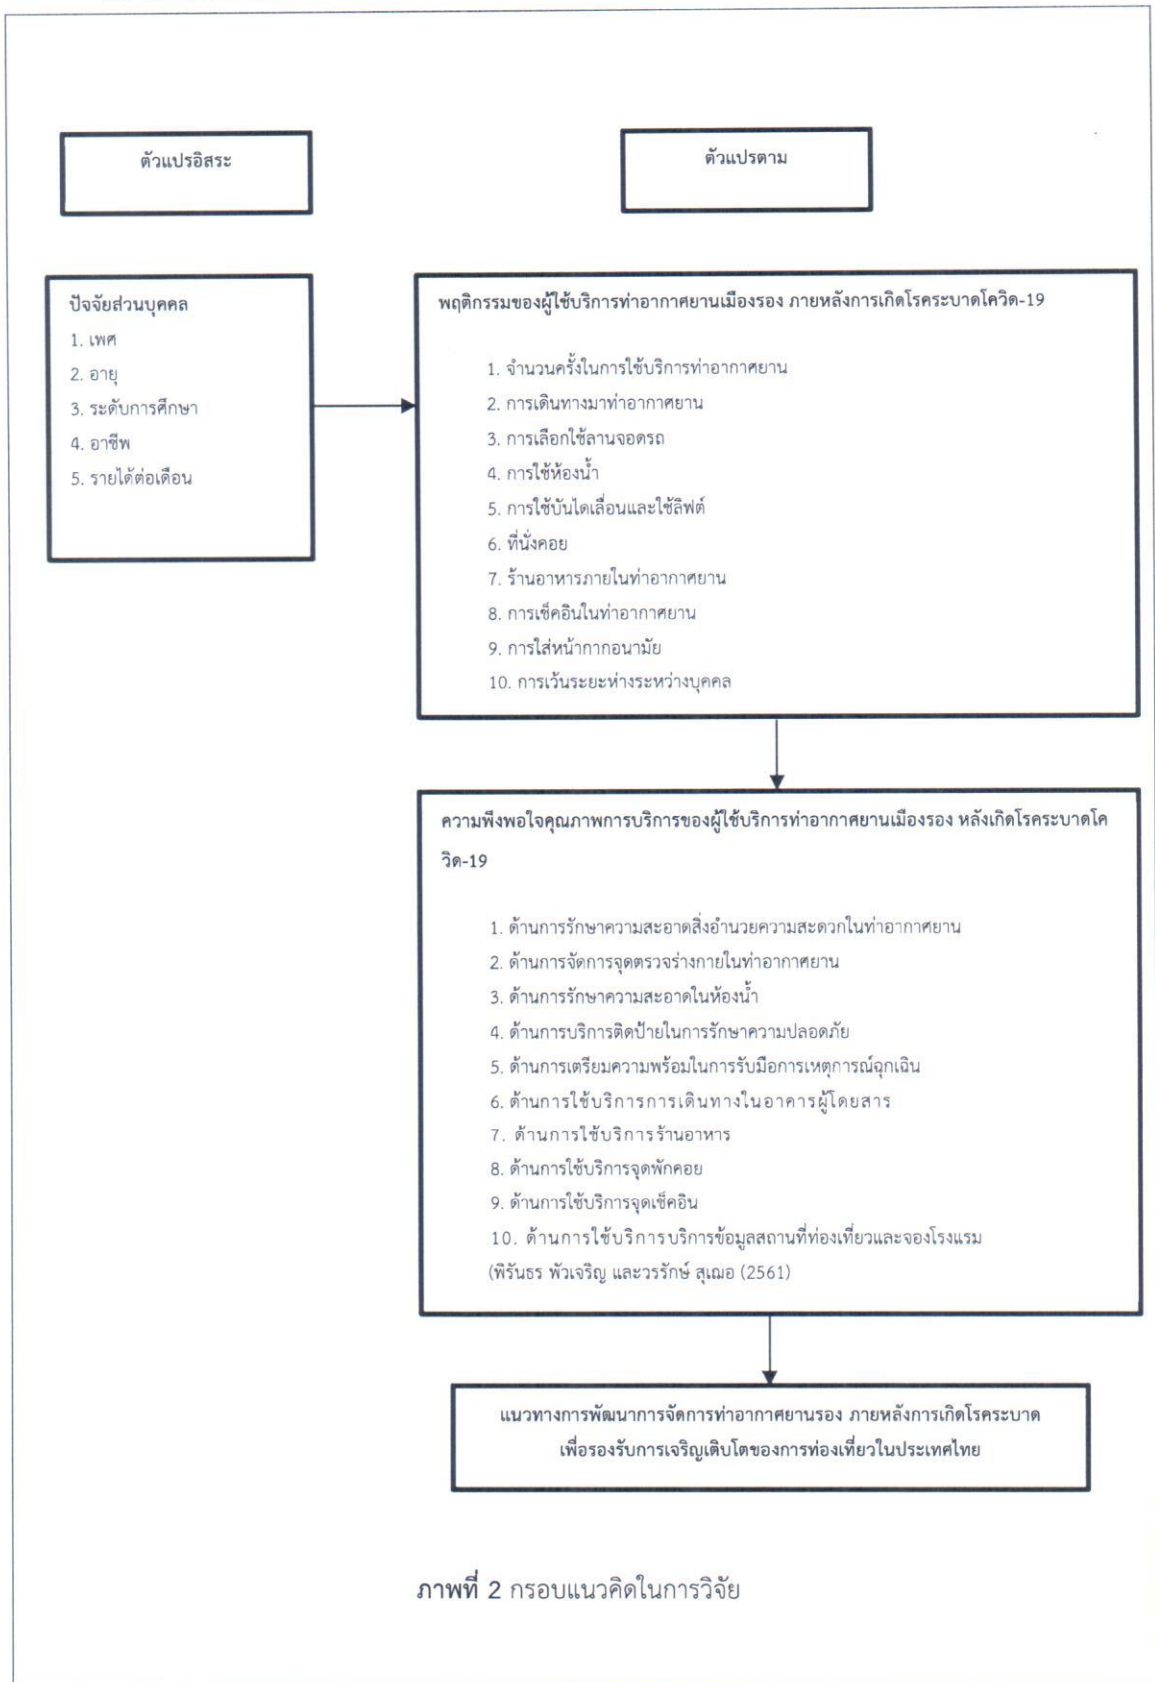 ตัวแปรอิสระ
ตัวแปรตาม
ปัจจัยส่วนบุคคล
1. เพศ
2. อายุ
3. ระดับการศึกษา
4. อาชีพ
5. รายได้ต่อเดือน
พฤติกรรมของผู้ใช้บริการท่าอากาศยานเมืองรอง ภายหลังการเกิดโรคระบาดโควิด-19
1. จำนวนครั้งในการใช้บริการท่าอากาศยาน
2. การเดินทางมาท่าอากาศยาน
3. การเลือกใช้ลานจอดรถ
4. การใช้ห้องน้ำ
5. การใช้บันไดเลื่อนและใช้ลิฟต์
6. ที่นั่งคอย
7. ร้านอาหารภายในท่าอากาศยาน
8. การเช็คอินในท่าอากาศยาน
9. การใส่หน้ากากอนามัย
10. การเว้นระยะห่างระหว่างบุคคล
ความพึงพอใจคุณภาพการบริการของผู้ใช้บริการท่าอากาศยานเมืองรอง หลังเกิดโรคระบาดโค
วิด-19
1. ด้านการรักษาความสะอาดสิ่งอำนวยความสะดวกในท่าอากาศยาน
2. ด้านการจัดการจุดตรวจร่างกายในท่าอากาศยาน
3. ด้านการรักษาความสะอาดในห้องน้ำ
4. ด้านการบริการติดป้ายในการรักษาความปลอดภัย
5. ด้านการเตรียมความพร้อมในการรับมือการเหตุการณ์ฉุกเฉิน
6. ด้านการใช้บริการการเดินทางในอาคารผู้โดยสาร
7. ด้านการใช้บริการร้านอาหาร
8. ด้านการใช้บริการจุดพักคอย
9. ด้านการใช้บริการจุดเช็คอิน
10. ด้านการใช้บริการบริการข้อมูลสถานที่ท่องเที่ยวและจองโรงแรม
(พิรันธร พัวเจริญ และวรรักษ์ สุเฌอ (2561)
แนวทางการพัฒนาการจัดการท่าอากาศยานรอง ภายหลังการเกิดโรคระบาด
เพื่อรองรับการเจริญเติบโตของการท่องเที่ยวในประเทศไทย
ภาพที่ 2 กรอบแนวคิดในการวิจัย